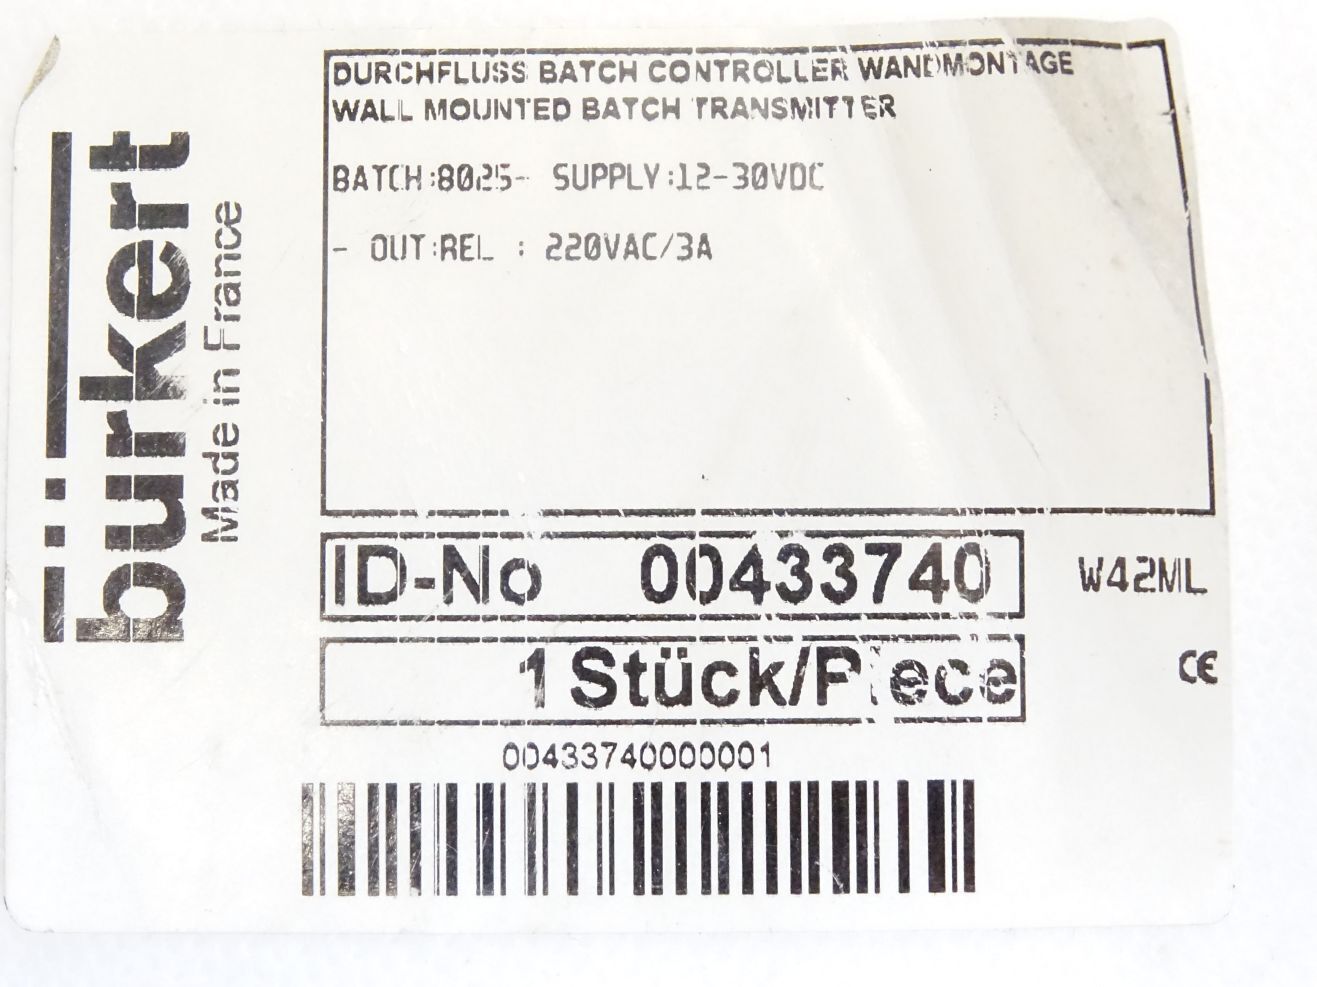 DURCHFLUSS BATCH CONTROLLER WANDMONTAGE
WALL MOUNTED BATCH TRANSMITTER
BATCH:8025- SUPPLY:12-30VDC
- OUT:REL : 220VAC/3A
bürkert
Made in France
ID-No 00433740
W42ML
1 Stück/Piece
CE
00433740000001